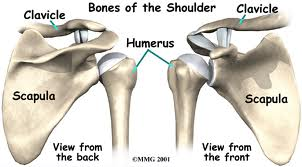 Bones of the Shoulder
Clavicle
Clavicle
Humerus
Scapula
Scapula
View from
the back
View from
the front
©MMG 2001